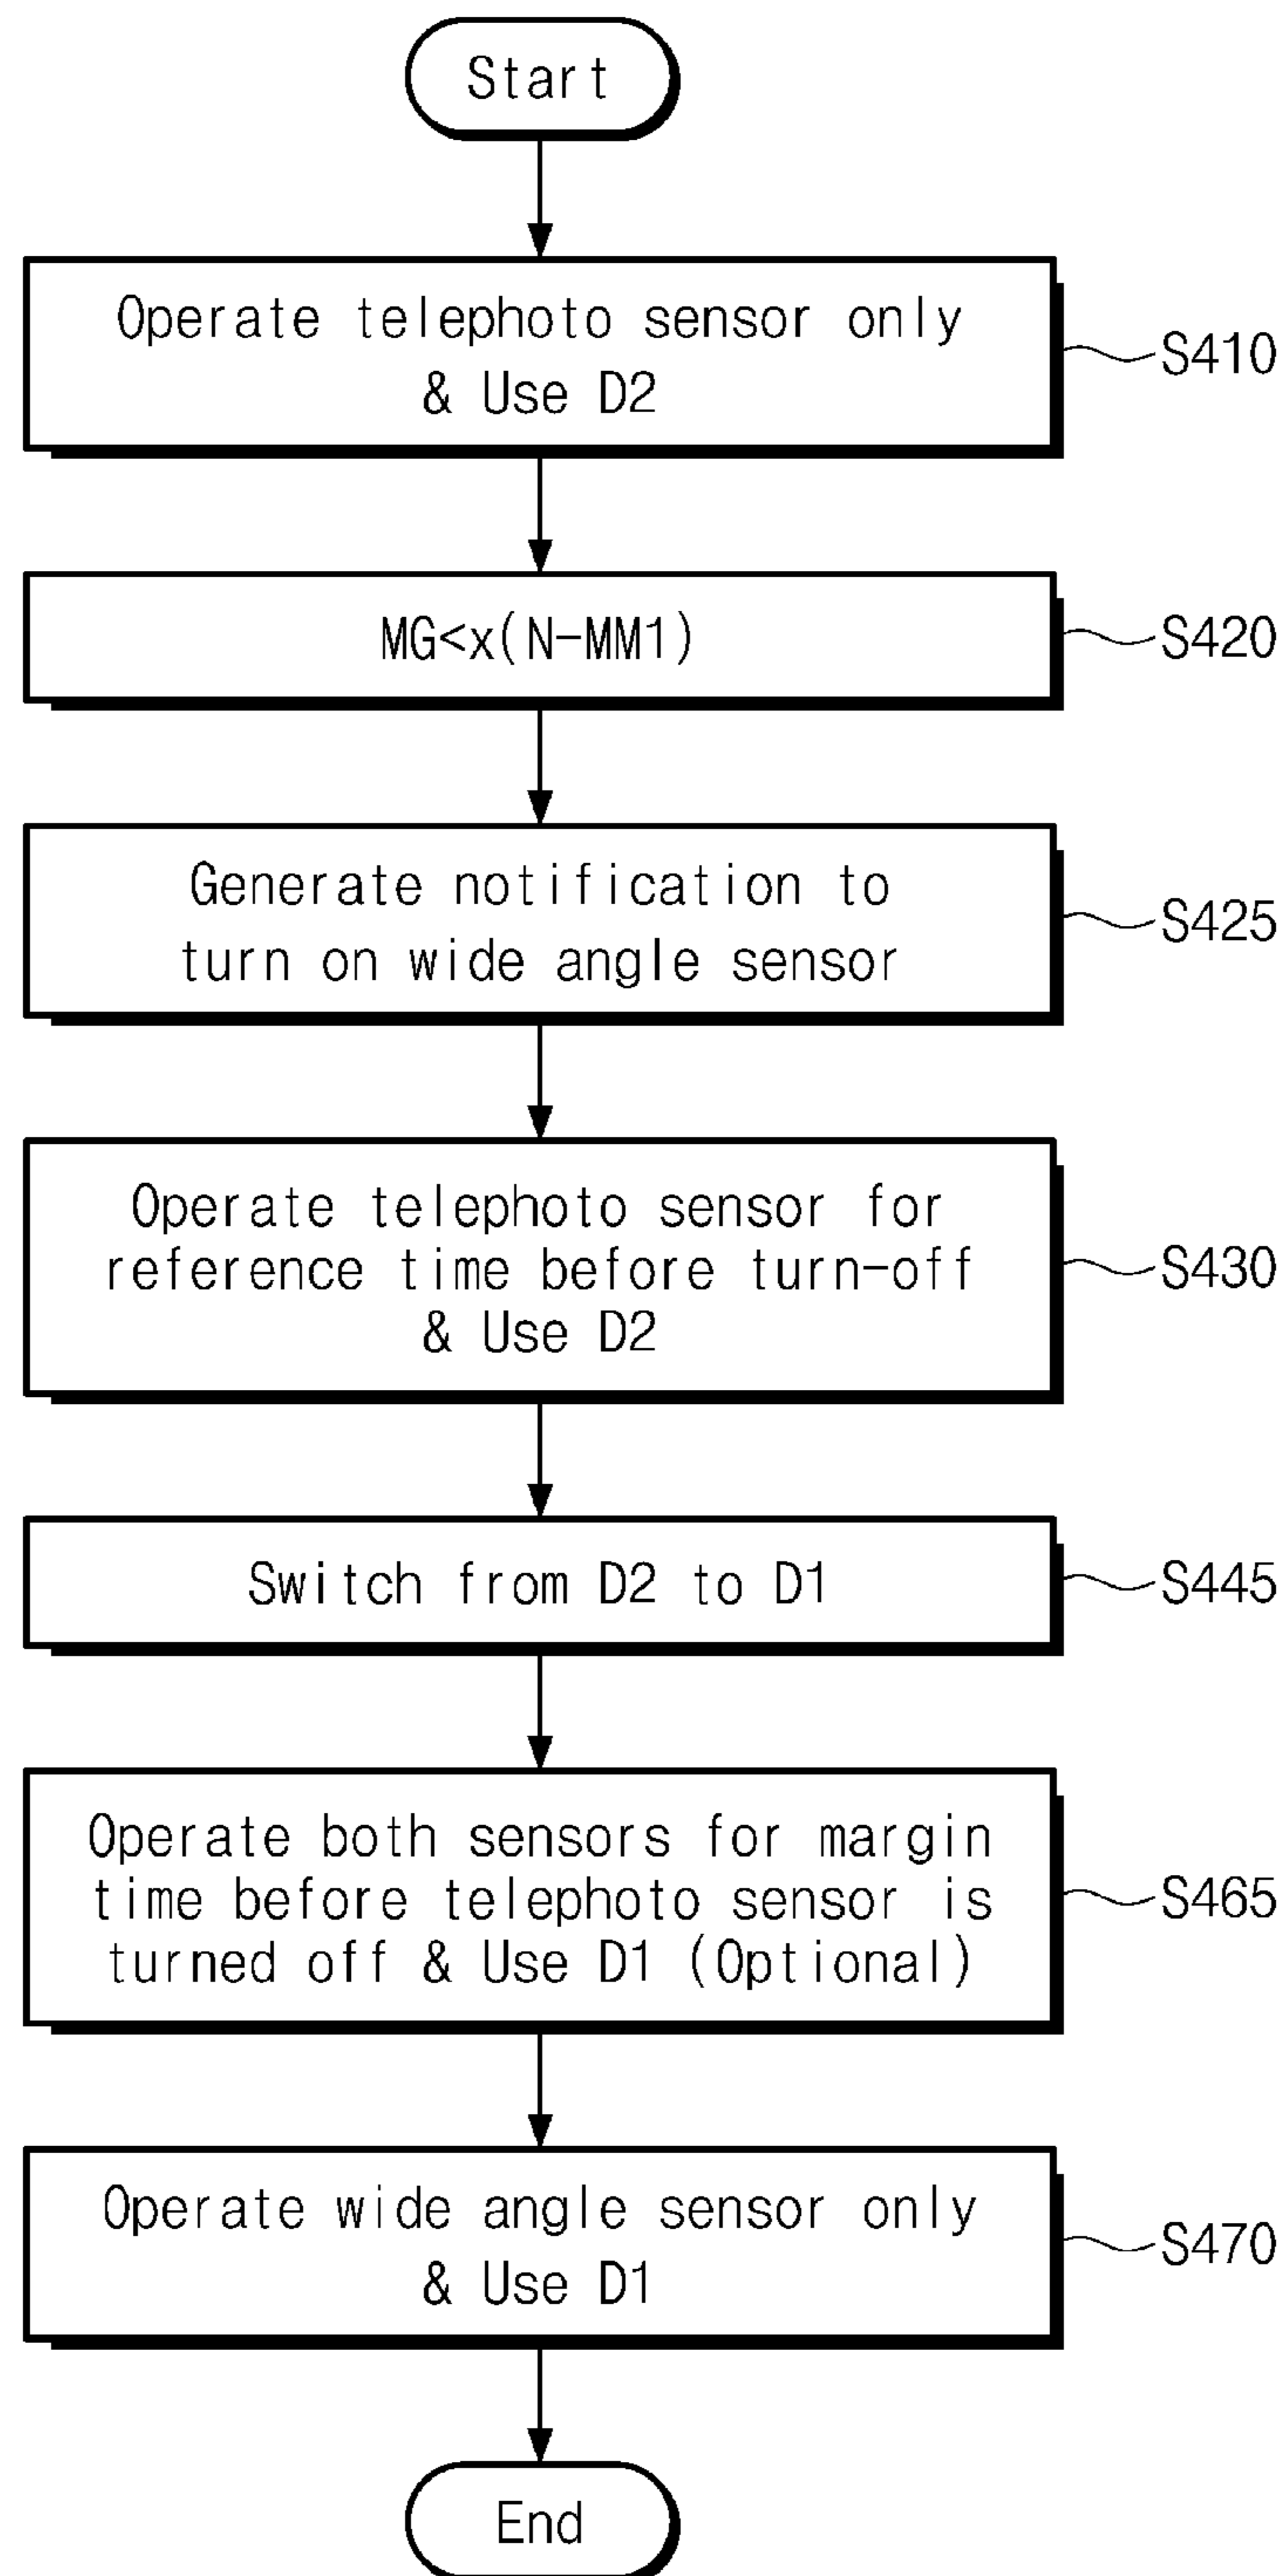 Start
Operate telephoto sensor only
& Use D2
S410
MG<x(N-MM1)
S420
Generate notification to
turn on wide angle sensor
S425
Operate telephoto sensor for
reference time before turn-off
& Use D2
S430
Switch from D2 to D1
S445
Operate both sensors for margin
time before telephoto sensor is
turned off & Use D1 (Optional)
S465
Operate wide angle sensor only
& Use D1
S470
End